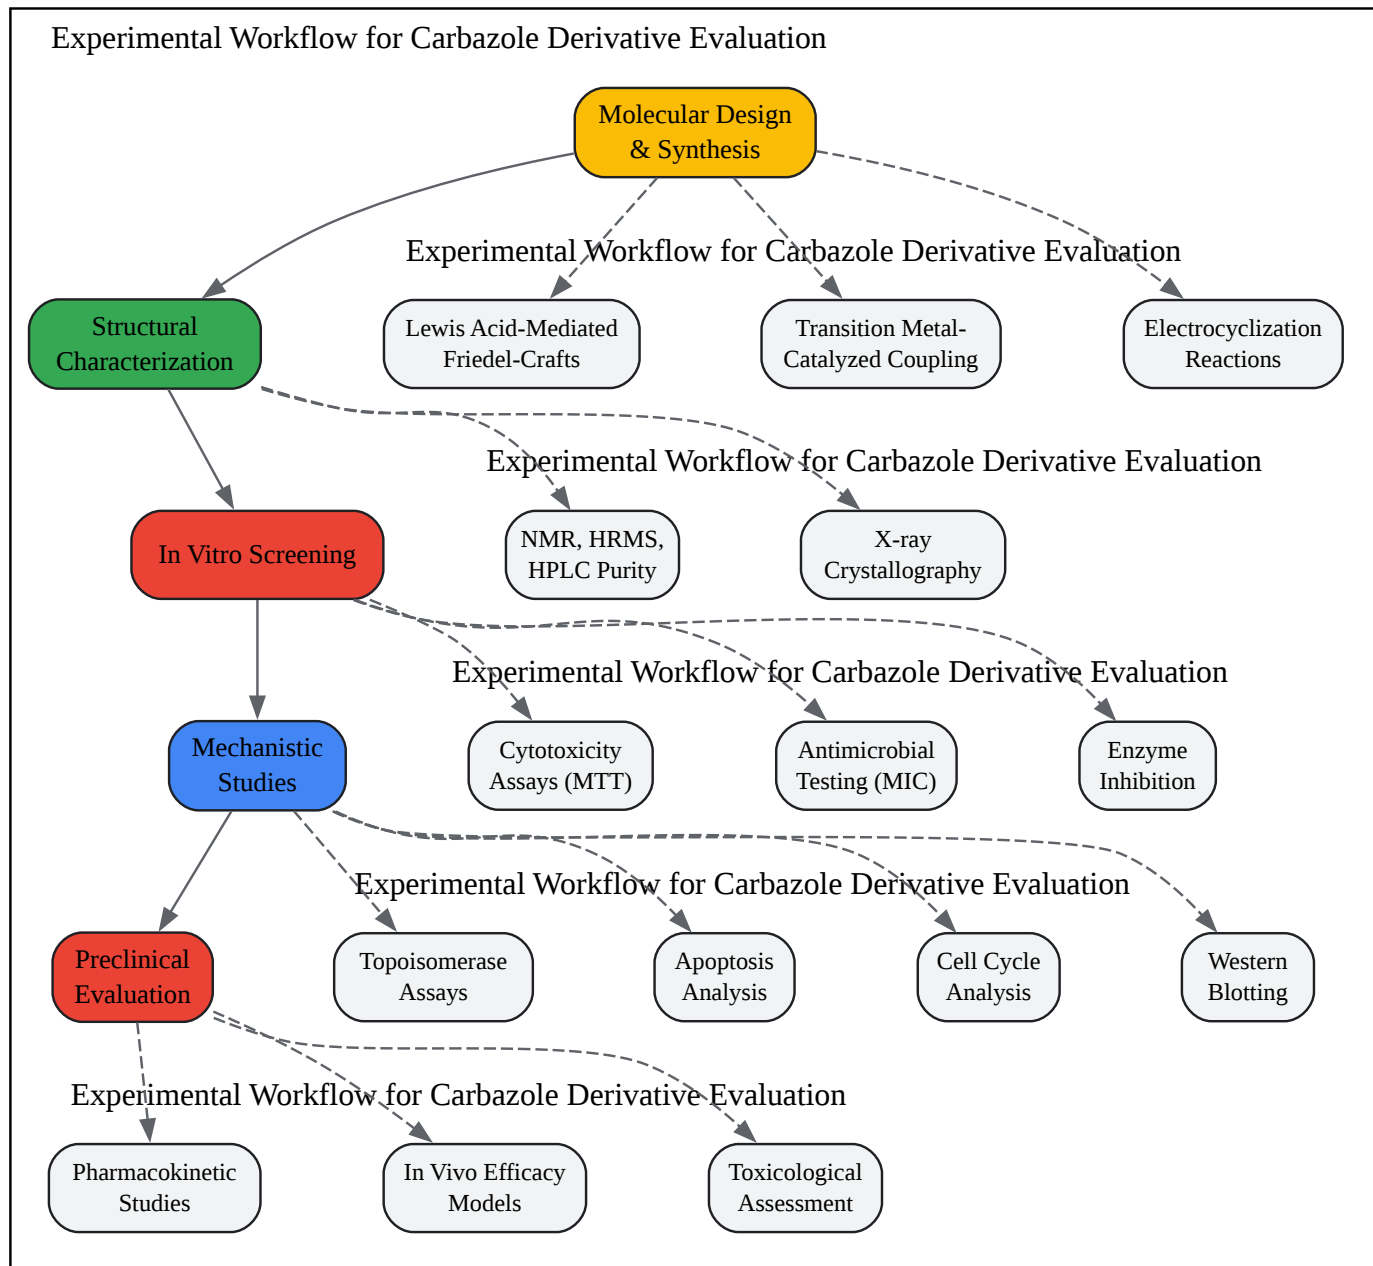 Experimental Workflow for Carbazole Derivative Evaluation
Molecular Design
& Synthesis
Experimental Workflow for Carbazole Derivative Evaluation
Structural
Characterization
Lewis Acid-Mediated
Friedel-Crafts
Transition Metal-
Catalyzed Coupling
Electrocyclization
Reactions
Experimental Workflow for Carbazole Derivative Evaluation
In Vitro Screening
NMR, HRMS,
HPLC Purity
X-ray
Crystallography
Experimental Workflow for Carbazole Derivative Evaluation
Mechanistic
Studies
Cytotoxicity
Assays (MTT)
Antimicrobial
Testing (MIC)
Enzyme
Inhibition
Experimental Workflow for Carbazole Derivative Evaluation
Preclinical
Evaluation
Topoisomerase
Assays
Apoptosis
Analysis
Cell Cycle
Analysis
Western
Blotting
Experimental Workflow for Carbazole Derivative Evaluation
Pharmacokinetic
Studies
In Vivo Efficacy
Models
Toxicological
Assessment